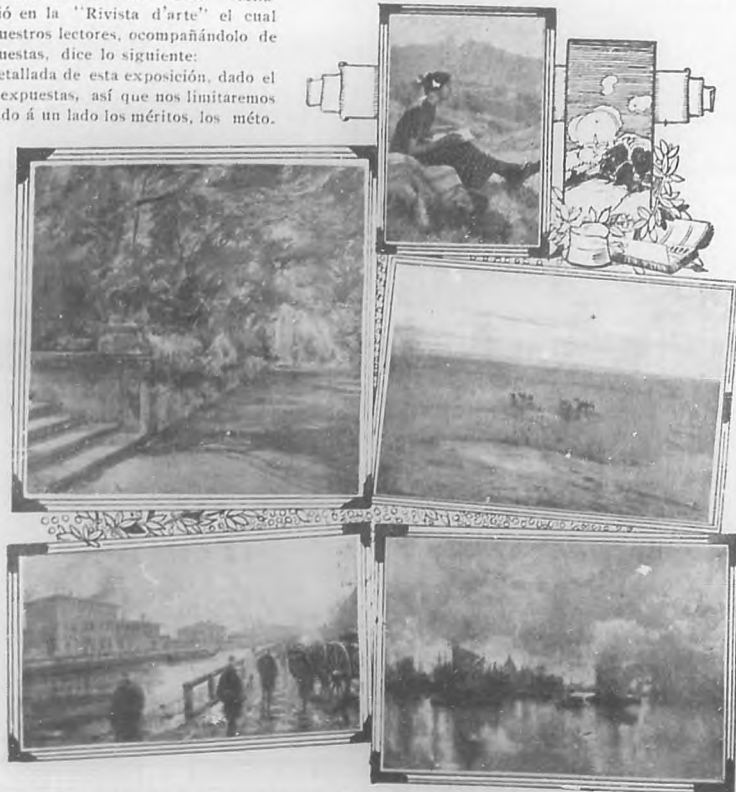 ió en la "Rivista d'arte" el cual
uestros lectores, ocompañándolo de
uestas, dice lo siguiente:
etallada de esta exposición, dado el
expuestas, así que nos limitaremos
do á un lado los méritos, los méto.